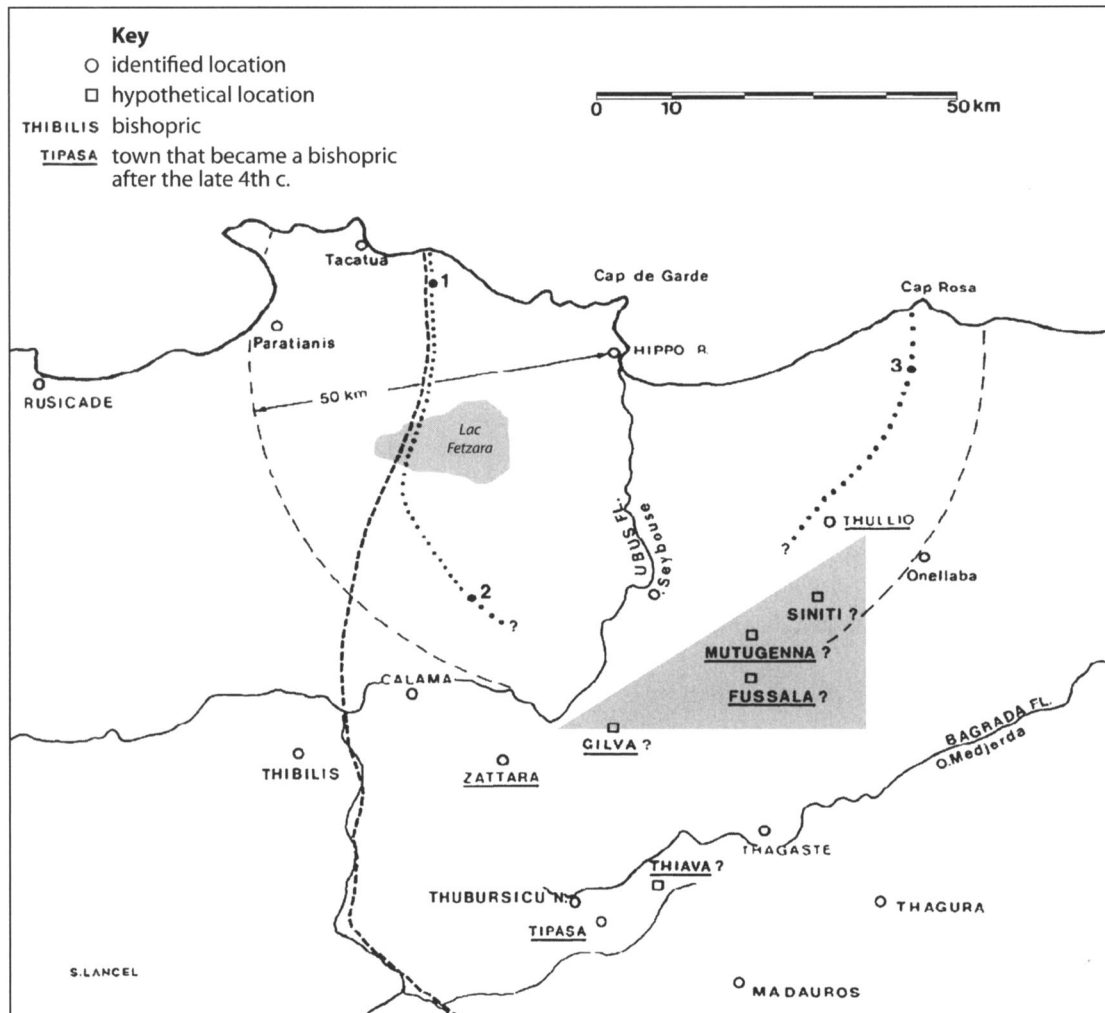 Key
identified location
hypothetical location
THIBILIS bishopric
TIPASA town that became a bishopric
after the late 4th c.
0 10 50 km
Tacatua
1
Cap de Garde
Cap Rosa
Paratianis
HIPPO R.
3
RUSICADE
50 km
Lac
Fetzara
UBUS FL.
Seybouse
THULLIO
?
Onellaba
2
?
SINITI ?
MUTUGENNA ?
FUSSALA ?
CALAMA
GILVA ?
BAGRADA FL.
O. Medjerda
THIBILIS
ZATTARA
THAGASTE
THIAVA ?
THUBURSICU N.
THAGURA
TIPASA
S. LANCEL
MADAUROS